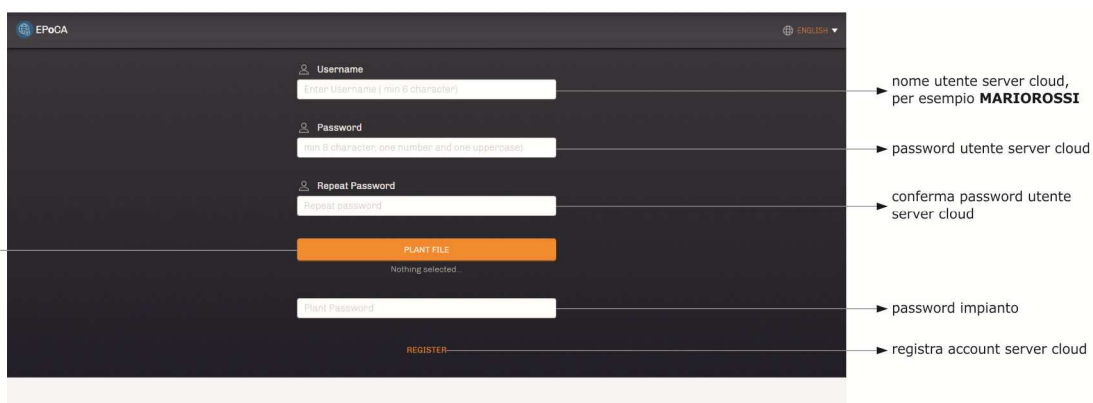 EPoCA
ENGLISH
Username
Enter Username ( min 6 character)
nome utente server cloud,
per esempio MARIOROSSI
Password
min 8 character, one number and one uppercase)
password utente server cloud
Repeat Password
Repeat password
conferma password utente
server cloud
PLANT FILE
Nothing selected..
Plant Password
password impianto
REGISTER
registra account server cloud